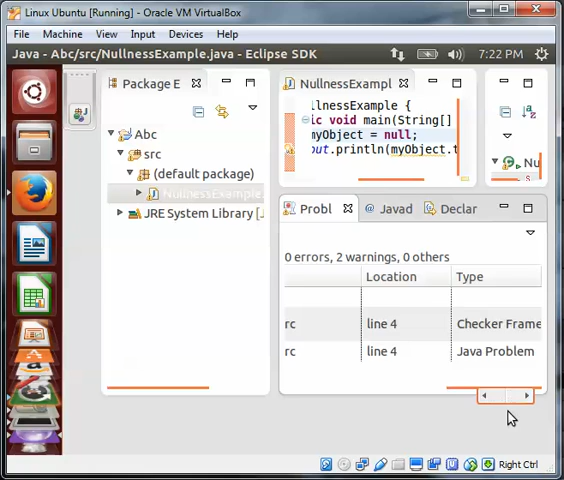 Linux Ubuntu [Running] - Oracle VM VirtualBox
File Machine View Input Devices Help
Java - Abc/src/NullnessExample.java - Eclipse SDK
7:22 PM
Package E
NullnessExampl
llnessExample {
ic void main(String[]
myObject = null;
out.println(myObject.t
Nu
Abc
src
(default package)
NullnessExample.
JRE System Library [
Probl
Javad
Declar
0 errors, 2 warnings, 0 others
Location Type
rc line 4 Checker Frame
rc line 4 Java Problem
Right Ctrl